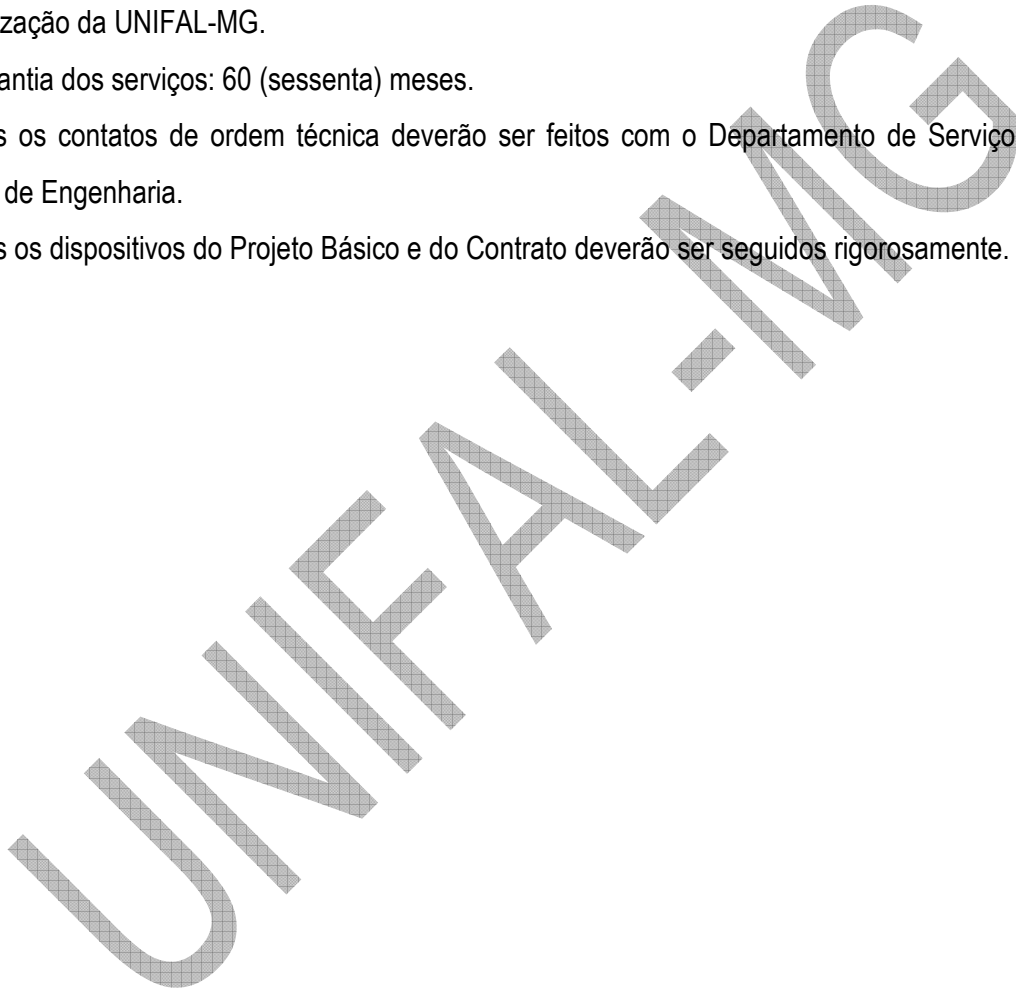 zação da UNIFAL-MG.
antia dos serviços: 60 (sessenta) meses.
s os contatos de ordem técnica deverão ser feitos com o Departamento de Serviço
de Engenharia.
s os dispositivos do Projeto Básico e do Contrato deverão ser seguidos rigorosamente.
UNIFAL-MG